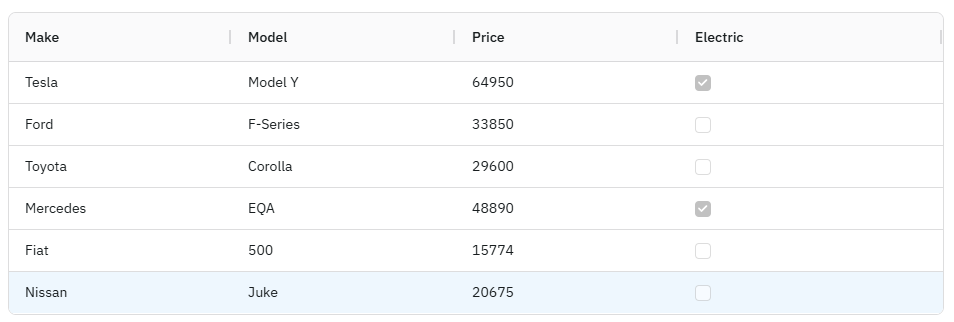 Make Model Price Electric
Tesla Model Y 64950
Ford F-Series 33850
Toyota Corolla 29600
Mercedes EQA 48890
Fiat 500 15774
Nissan Juke 20675